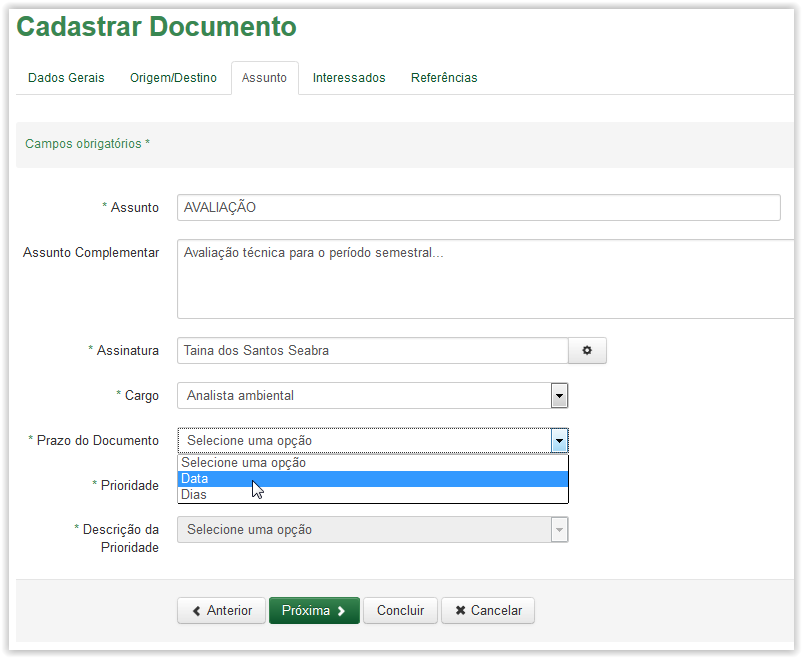 Cadastrar Documento
Dados Gerais Origem/Destino Assunto Interessados Referências
Campos obrigatórios *
* Assunto AVALIAÇÃO
Assunto Complementar Avaliação técnica para o período semestral...
* Assinatura Taina dos Santos Seabra
* Cargo Analista ambiental
* Prazo do Documento Selecione uma opção
Selecione uma opção
Data
* Prioridade
Dias
* Descrição da Selecione uma opção
Prioridade
Anterior Próxima Concluir Cancelar